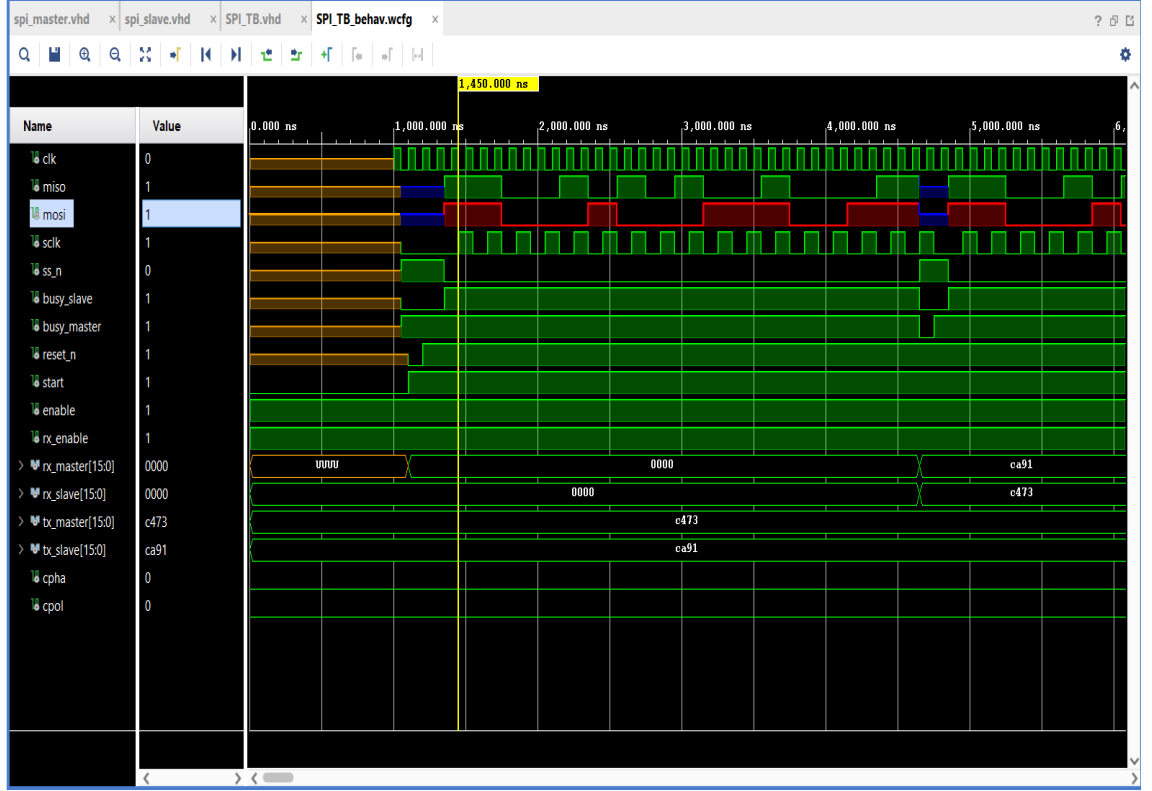 spi_master.vhd × spi_slave.vhd × SPI_TB.vhd × SPI_TB_behav.wcfg ×
1,450.000 ns
Name Value
0.000 ns 1,000.000 ns 2,000.000 ns 3,000.000 ns 4,000.000 ns 5,000.000 ns 6,
clk 0
miso 1
mosi 1
sclk 1
ss_n 0
busy_slave 1
busy_master 1
reset_n 1
start 1
enable 1
rx_enable 1
rx_master[15:0] 0000 UUUU 0000 ca91
rx_slave[15:0] 0000 0000 c473
tx_master[15:0] c473 c473
tx_slave[15:0] ca91 ca91
cpha 0
cpol 0